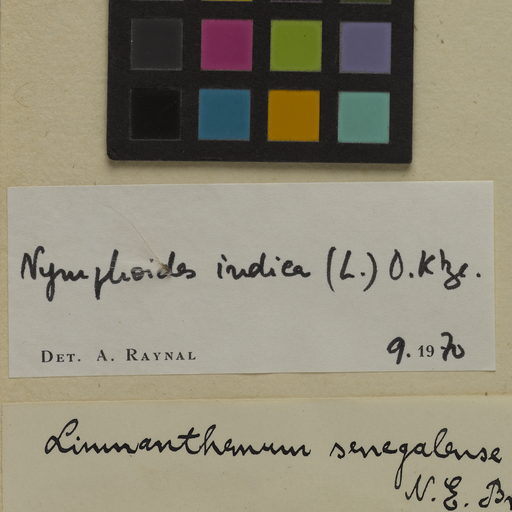 Nymphoides indica (L.) O. Ktze.
DET. A. RAYNAL 9. 1970
Limnanthemum senegalense
N. E. Br